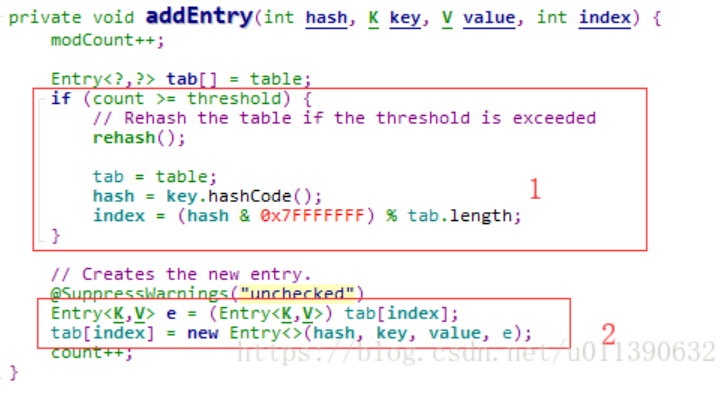 private void addEntry(int hash, K key, V value, int index) {
modCount++;
Entry<?,?> tab[] = table;
if (count >= threshold) {
// Rehash the table if the threshold is exceeded
rehash();
tab = table;
hash = key.hashCode();
index = (hash & 0x7FFFFFFF) % tab.length;
1
}
// Creates the new entry.
@SuppressWarnings("unchecked")
Entry<K,V> e = (Entry<K,V>) tab[index];
tab[index] = new Entry<>(hash, key, value, e);
2
count++;
https://blog.csdn.net/u011390632
}